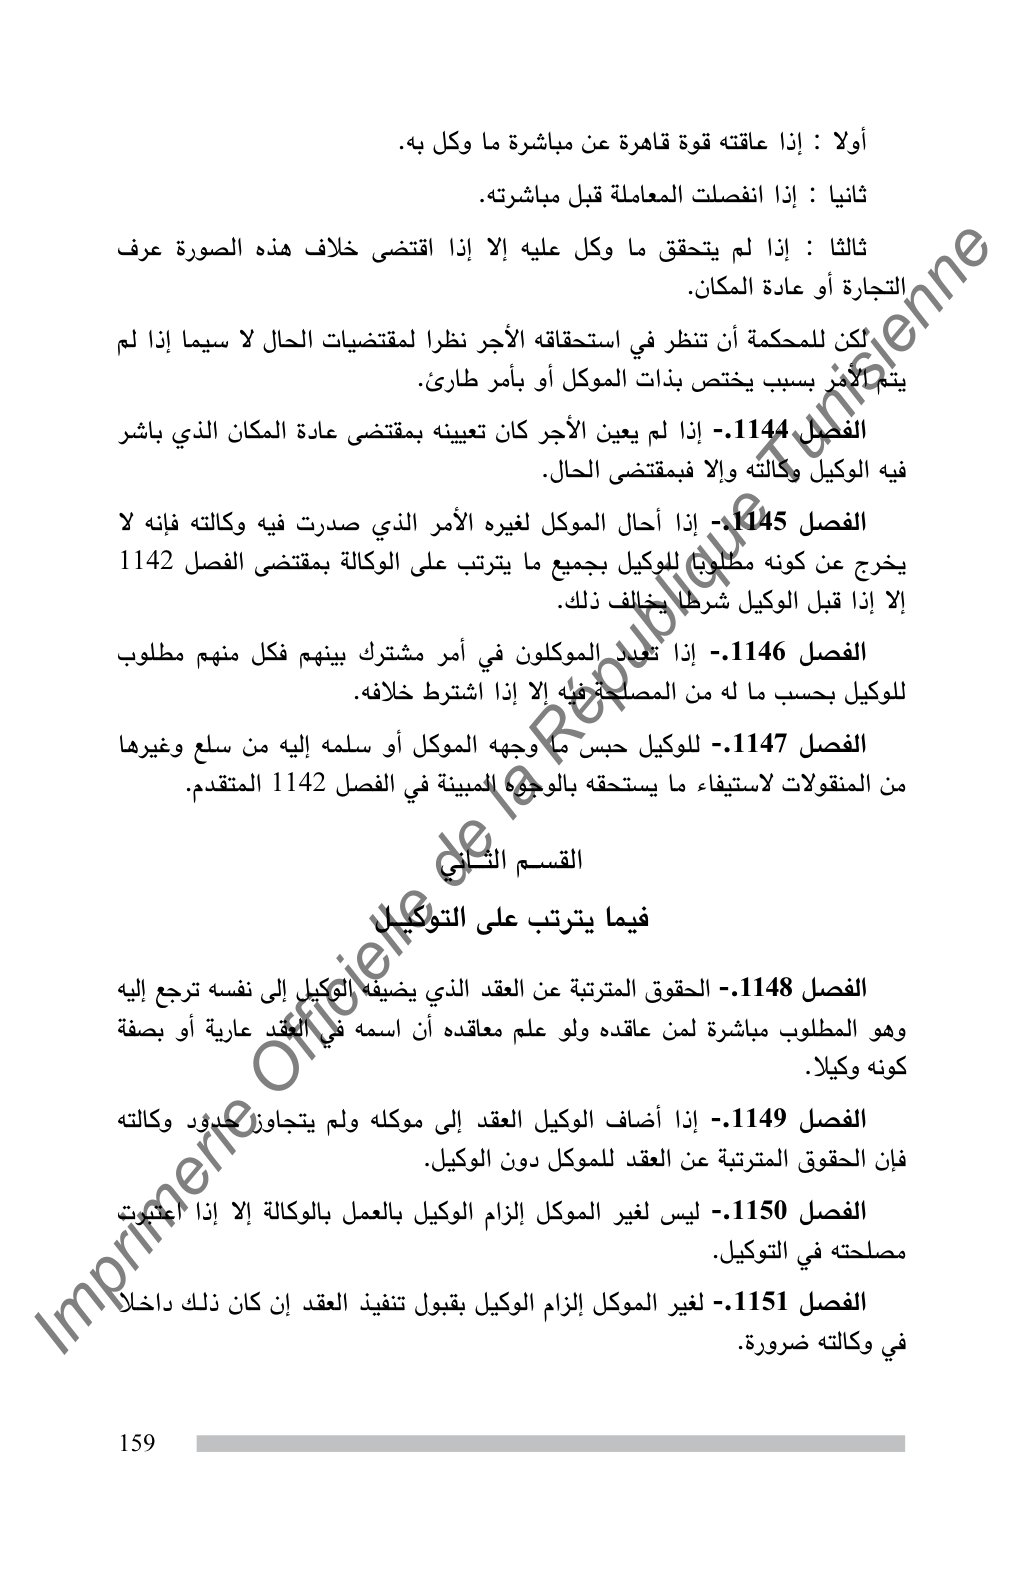 أولا : إذا عاقته قوة قاهرة عن مباشرة ما وكل به.
ثانيا : إذا انفصلت المعاملة قبل مباشرته.
ثالثا : إذا لم يتحقق ما وكل عليه إلا إذا اقتضى خلاف هذه الصورة عرف
التجارة أو عادة المكان.
لكن للمحكمة أن تنظر في استحقاقه الأجر نظرا لمقتضيات الحال لا سيما إذا لم
يتم الأمر بسبب يختص بذات الموكل أو بأمر طارئ.
الفصل 1144.- إذا لم يعين الأجر كان تعيينه بمقتضى عادة المكان الذي باشر
فيه الوكيل وكالته وإلا فبمقتضى الحال.
الفصل 1145.- إذا أحال الموكل لغيره الأمر الذي صدرت فيه وكالته فإنه لا
يخرج عن كونه مطلوبا للوكيل بجميع ما يترتب على الوكالة بمقتضى الفصل 1142
إلا إذا قبل الوكيل شرطا يخالف ذلك.
الفصل 1146.- إذا تعدد الموكلون في أمر مشترك بينهم فكل منهم مطلوب
للوكيل بحسب ما له من المصلحة فيه إلا إذا اشترط خلافه.
الفصل 1147.- للوكيل حبس ما وجهه الموكل أو سلمه إليه من سلع وغيرها
من المنقولات لاستيفاء ما يستحقه بالوجوه المبينة في الفصل 1142 المتقدم.
القسم الثاني
فيما يترتب على التوكيل
الفصل 1148.- الحقوق المترتبة عن العقد الذي يضيفه الوكيل إلى نفسه ترجع إليه
وهو المطلوب مباشرة لمن عاقده ولو علم معاقده أن اسمه في العقد عارية أو بصفة
كونه وكيلا.
الفصل 1149.- إذا أضاف الوكيل العقد إلى موكله ولم يتجاوز حدود وكالته
فإن الحقوق المترتبة عن العقد للموكل دون الوكيل.
الفصل 1150.- ليس لغير الموكل إلزام الوكيل بالعمل بالوكالة إلا إذا اعتبرت
مصلحته في التوكيل.
الفصل 1151.- لغير الموكل إلزام الوكيل بقبول تنفيذ العقد إن كان ذلك داخلا
في وكالته ضرورة.
159
Imprimerie Officielle de la République Tunisienne